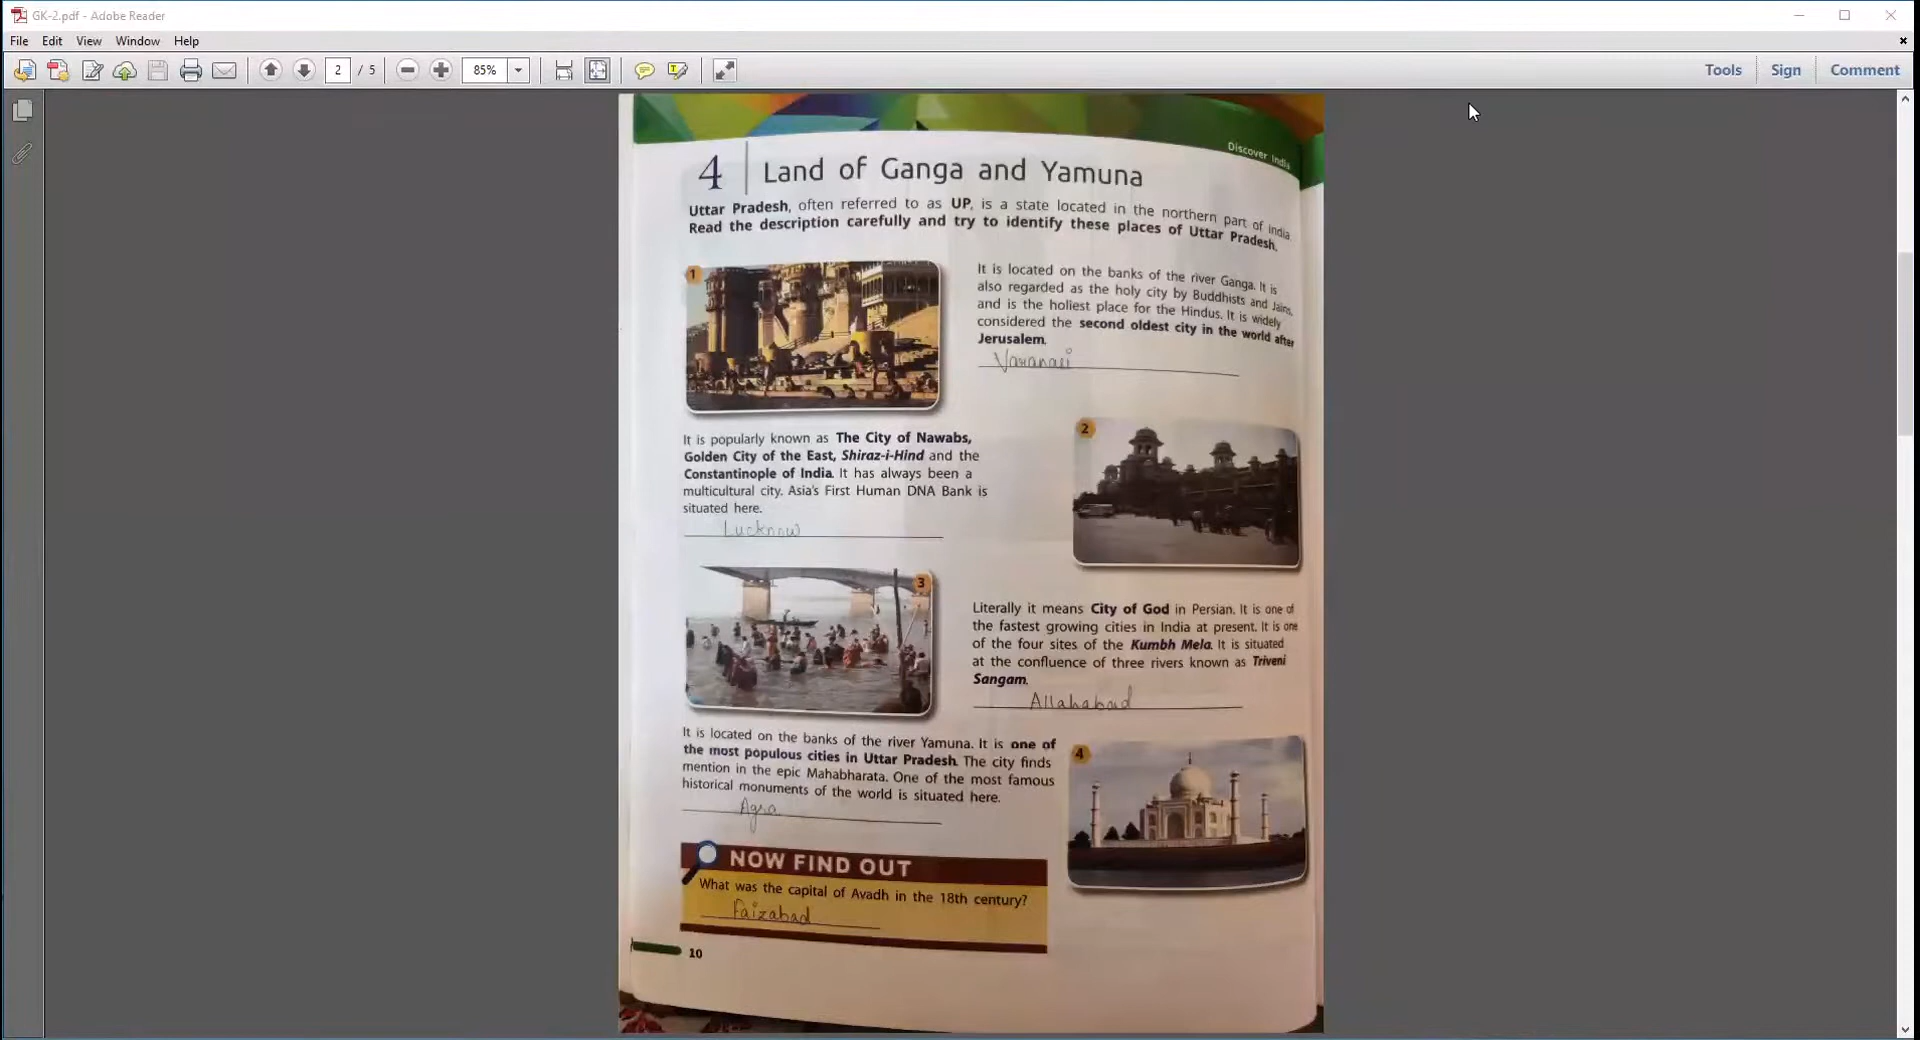 GK-2.pdf - Adobe Reader
File Edit View Window Help
2 / 5 85% Tools Sign Comment
Discover India
4 Land of Ganga and Yamuna
Uttar Pradesh, often referred to as UP, is a state located in the northern part of India
Read the description carefully and try to identify these places of Uttar Pradesh.
1
It is located on the banks of the river Ganga. It is
also regarded as the holy city by Buddhists and Jains,
and is the holiest place for the Hindus. It is widely
considered the second oldest city in the world after
Jerusalem.
Varanasi
It is popularly known as The City of Nawabs,
Golden City of the East, Shiraz-i-Hind and the
Constantinople of India. It has always been a
multicultural city. Asia's First Human DNA Bank is
situated here.
Lucknow
2
3
Literally it means City of God in Persian. It is one of
the fastest growing cities in India at present. It is one
of the four sites of the Kumbh Mela. It is situated
at the confluence of three rivers known as Triveni
Sangam.
Allahabad
It is located on the banks of the river Yamuna. It is one of
the most populous cities in Uttar Pradesh. The city finds
mention in the epic Mahabharata. One of the most famous
historical monuments of the world is situated here.
Agra
4
NOW FIND OUT
What was the capital of Avadh in the 18th century?
Faizabad
10